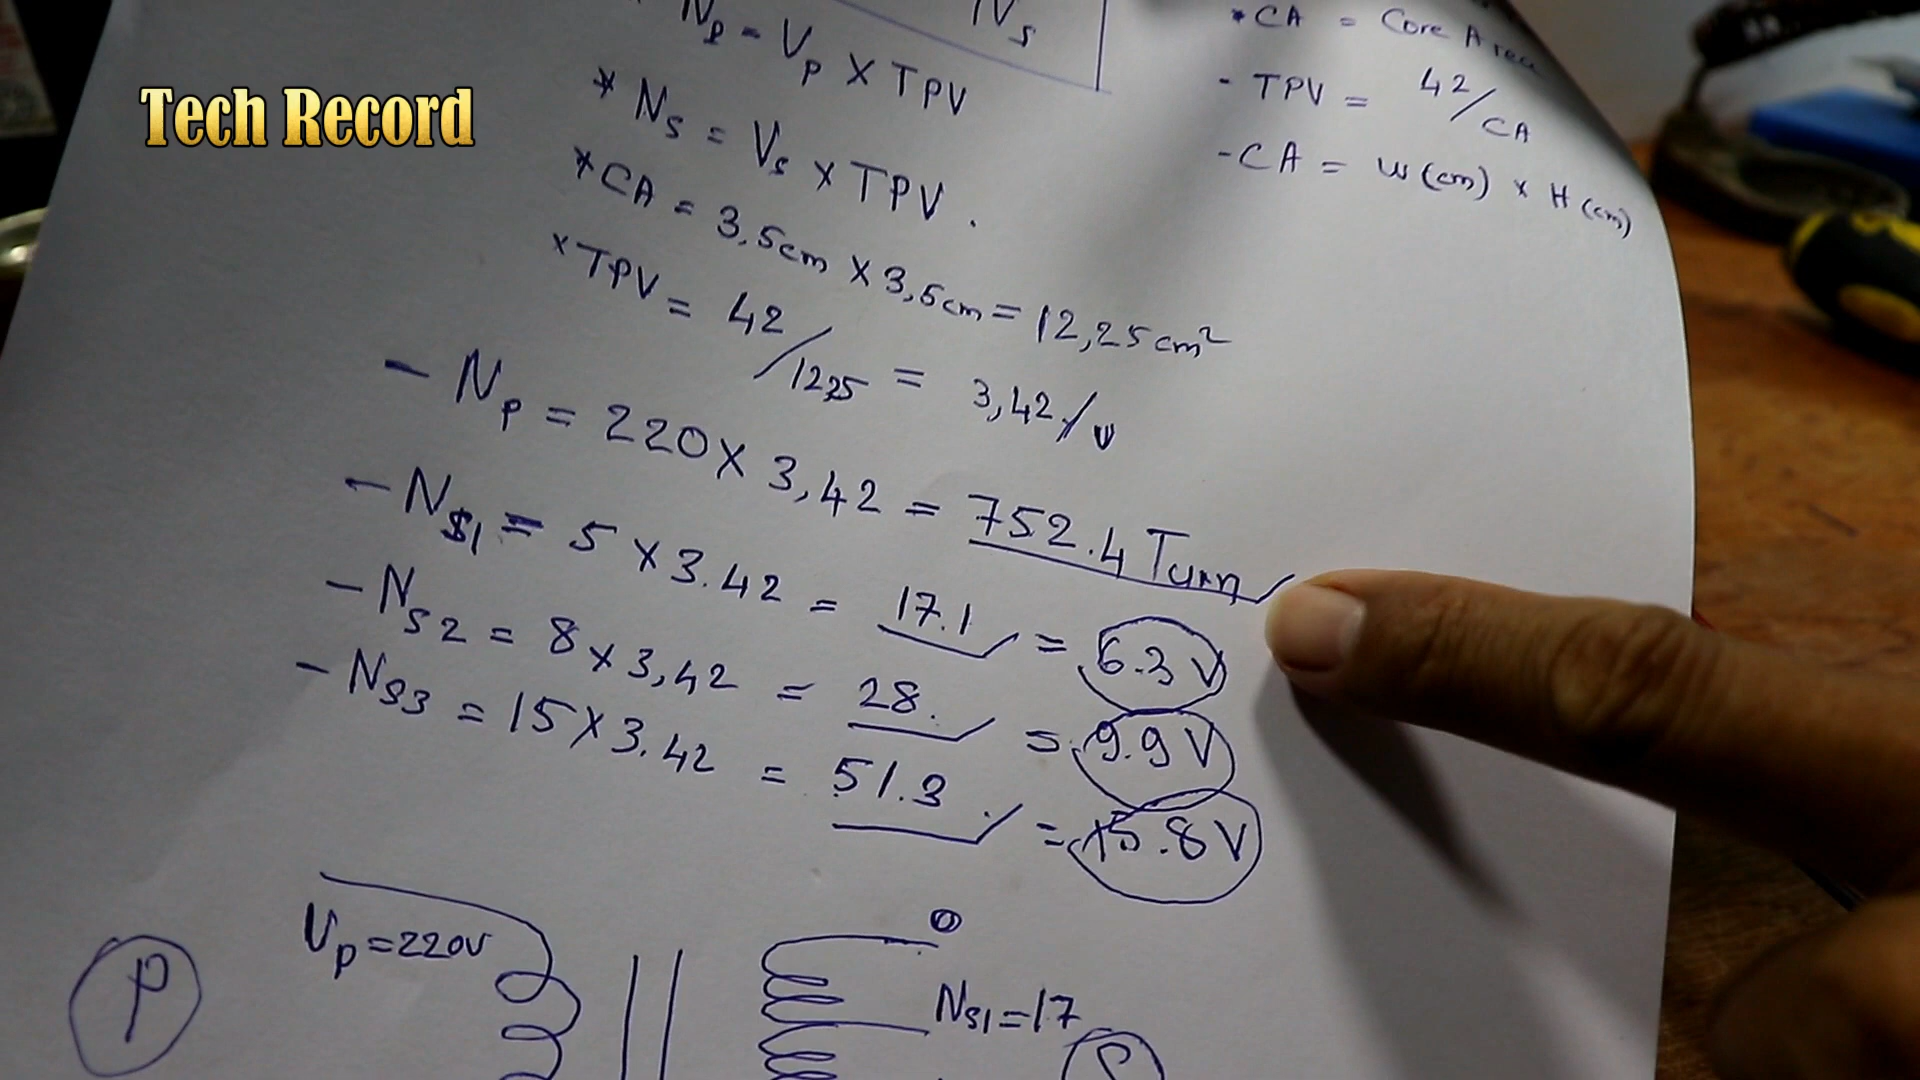 Tech Record
Ns
Np = Vp X TPV
* Ns = Vs x TPV.
* CA = 3,5cm X 3,5cm = 12,25cm²
x TPV = 42/12,25 = 3,42/v
- Np = 220 X 3,42 = 752.4 Turn
- NS1 = 5 X 3.42 = 17.1 = 6.3V
- NS2 = 8 x 3,42 = 28. = 9.9V
- NS3 = 15 X 3.42 = 51.3 = 15.8V
* CA = Core Area
- TPV = 42/CA
- CA = W(cm) x H(cm)
P
Vp=220V
0
NS1=17
S